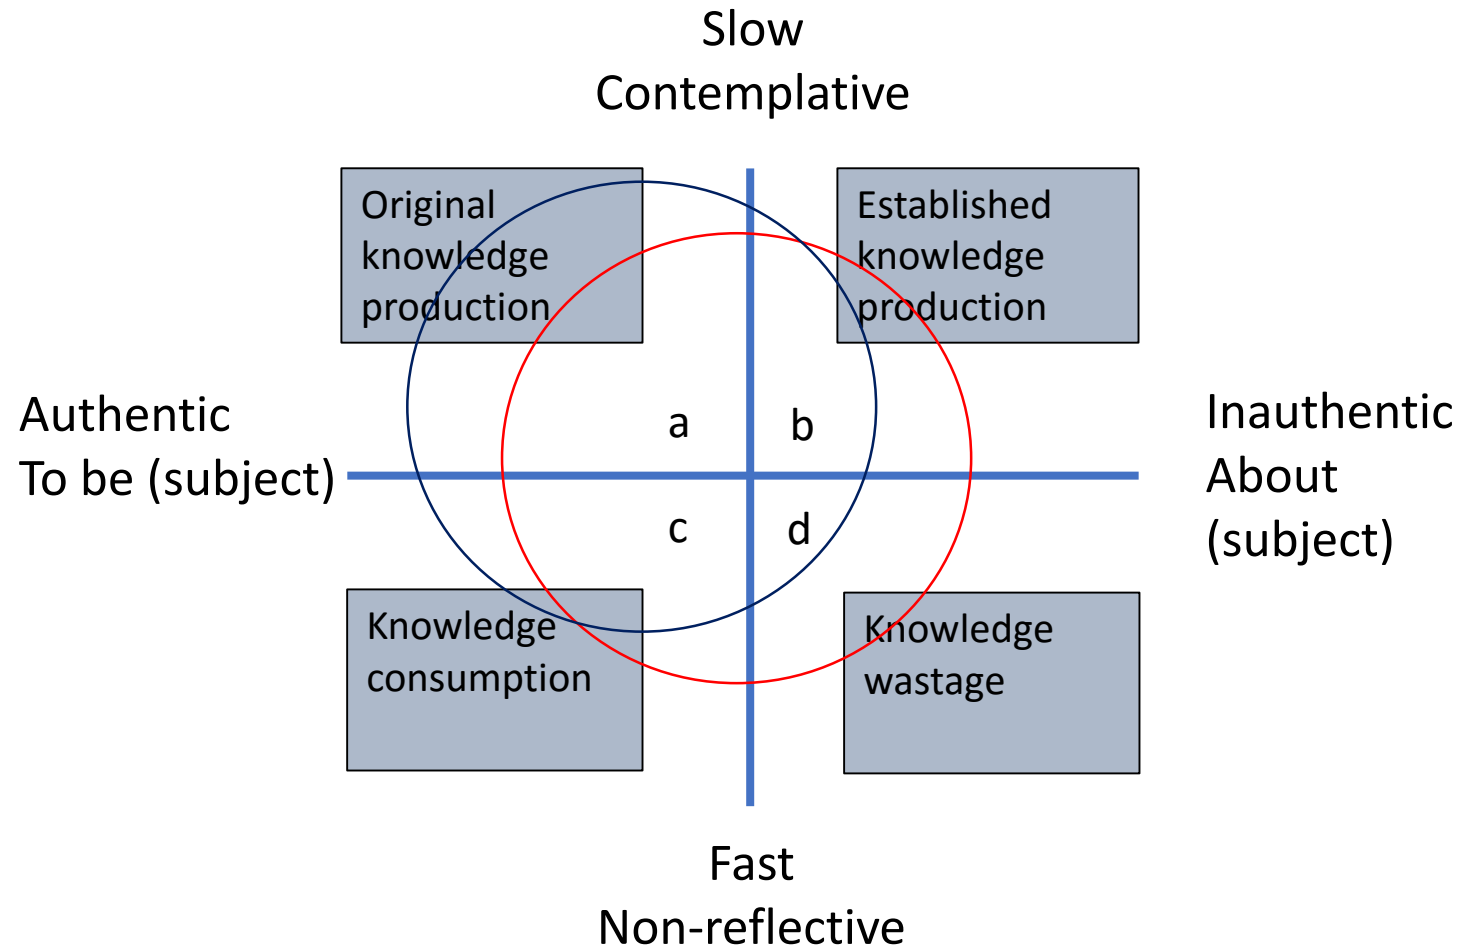 Slow
Contemplative
Original
knowledge
production
Established
knowledge
production
Authentic
To be (subject)
a
b
Inauthentic
About
(subject)
c
d
Knowledge
consumption
Knowledge
wastage
Fast
Non-reflective